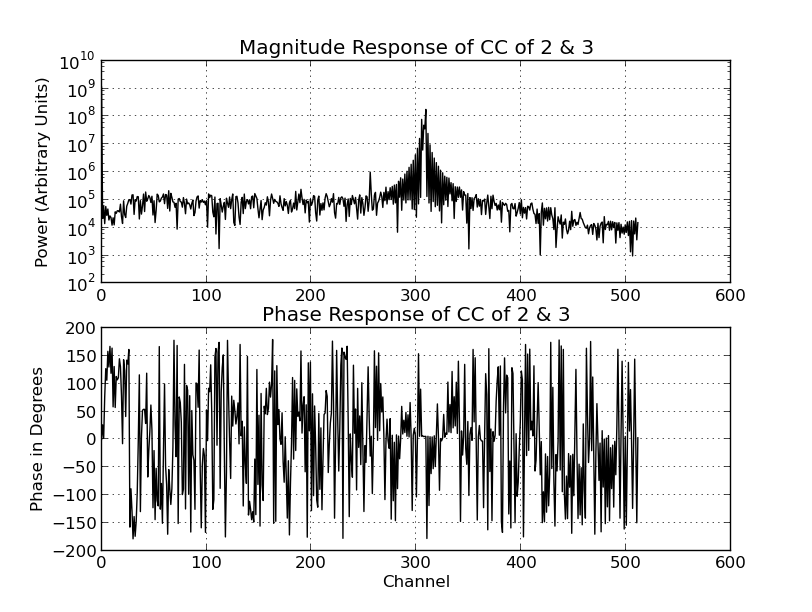 Magnitude Response of CC of 2 & 3
Power (Arbitrary Units)
10^10
10^9
10^8
10^7
10^6
10^5
10^4
10^3
10^2
0 100 200 300 400 500 600
Phase Response of CC of 2 & 3
Phase in Degrees
200
150
100
50
0
−50
−100
−150
−200
0 100 200 300 400 500 600
Channel